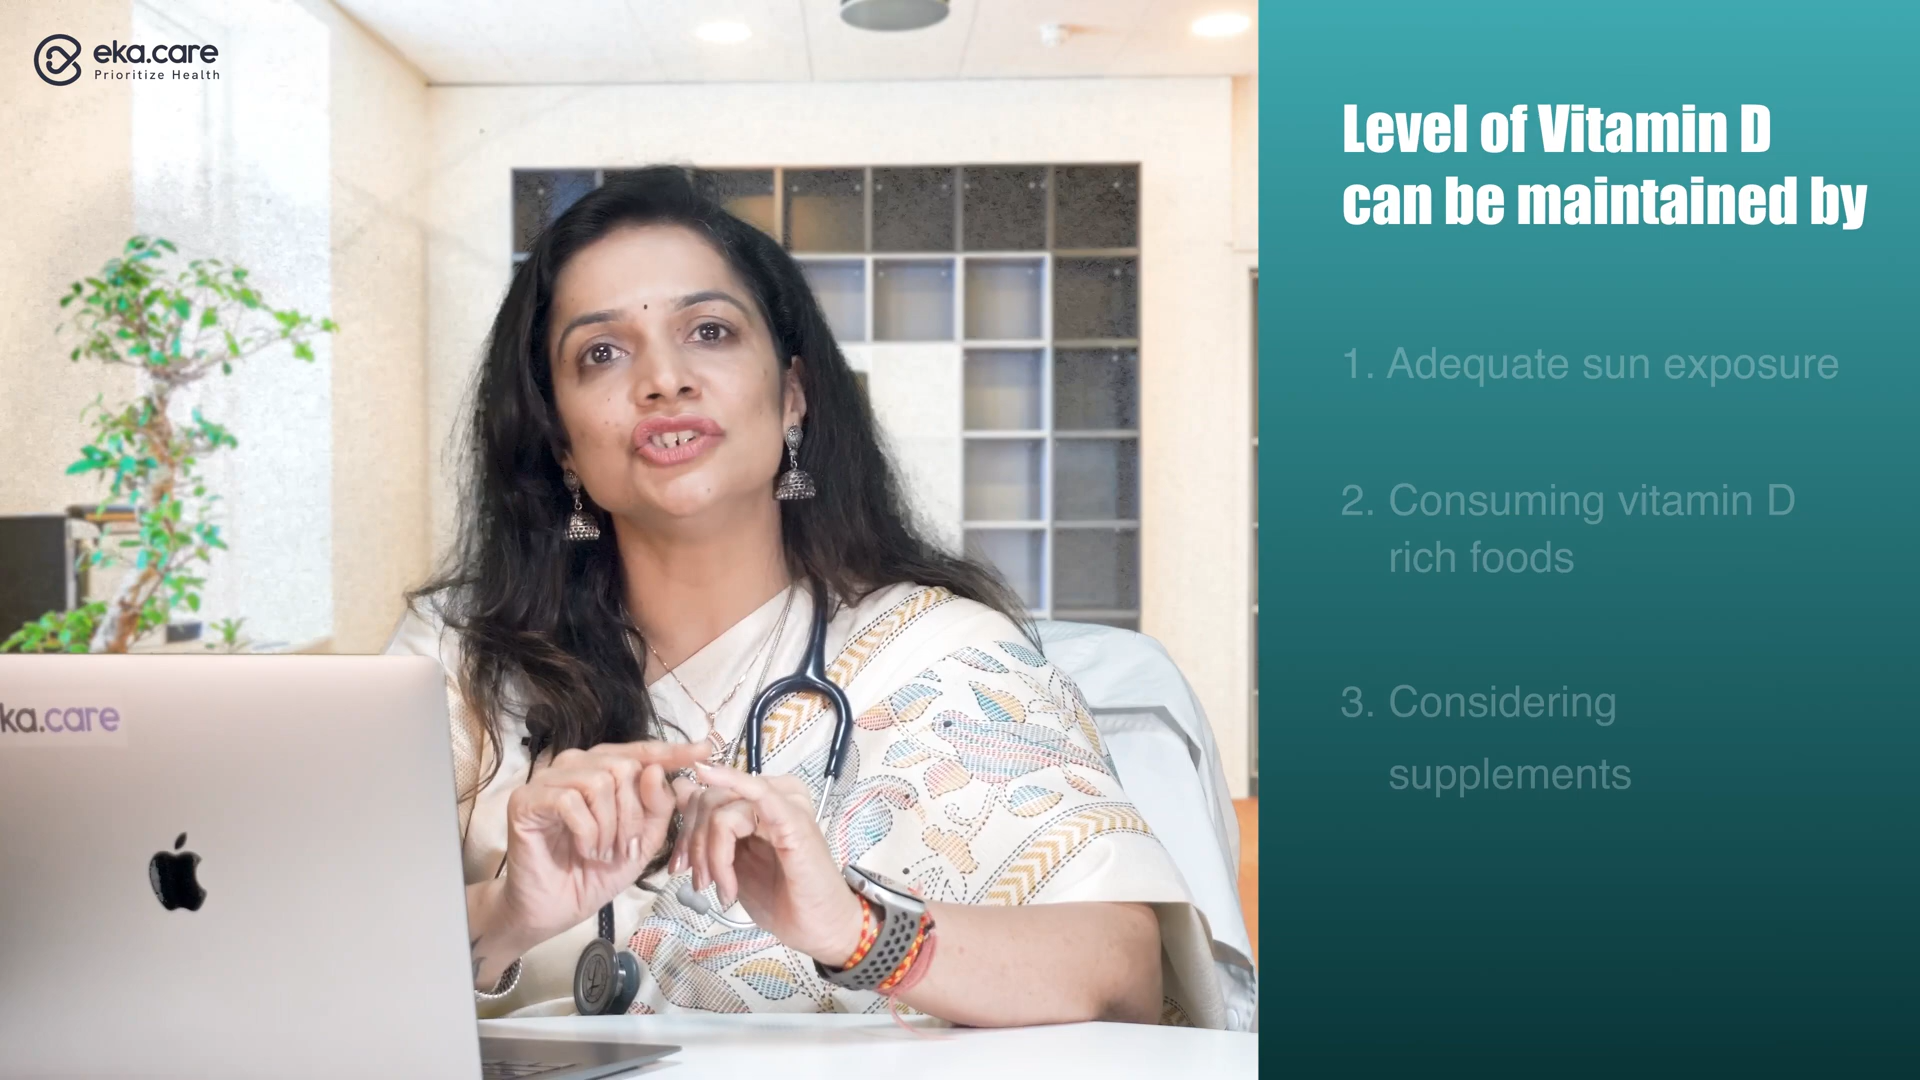 eka.care
Prioritize Health
Level of Vitamin D
can be maintained by
1. Adequate sun exposure
2. Consuming vitamin D
rich foods
3. Considering
supplements
ka.care